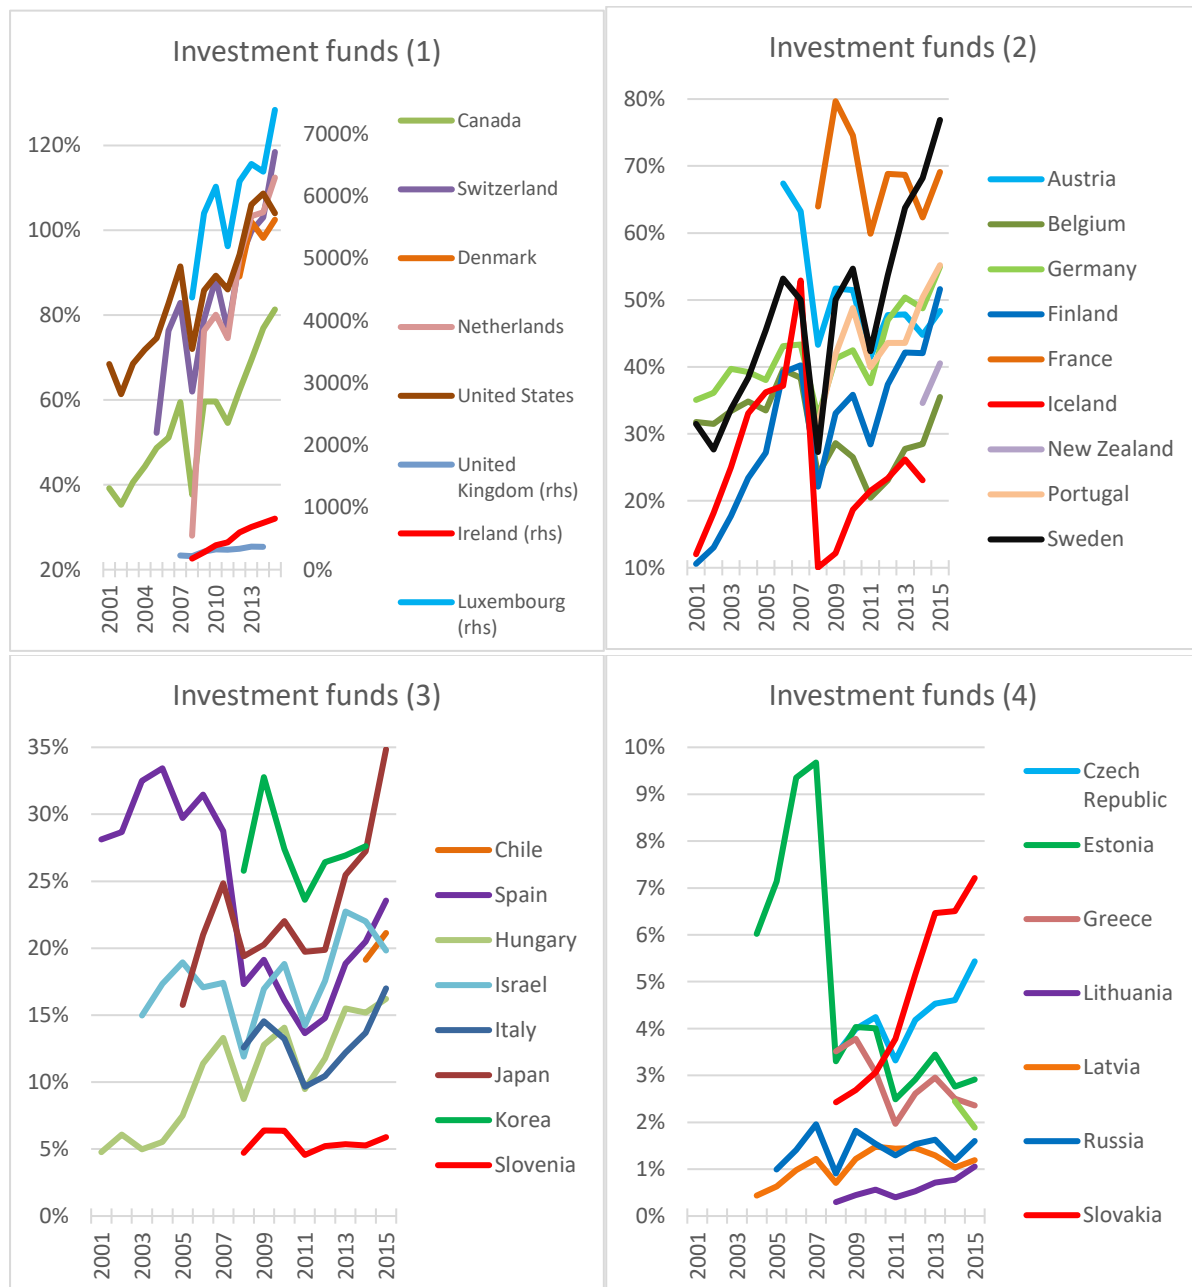 Investment funds (1)
120%
100%
80%
60%
40%
20%
7000%
6000%
5000%
4000%
3000%
2000%
1000%
0%
2001
2004
2007
2010
2013
Canada
Switzerland
Denmark
Netherlands
United States
United
Kingdom (rhs)
Ireland (rhs)
Luxembourg
(rhs)
Investment funds (2)
80%
70%
60%
50%
40%
30%
20%
10%
2001
2003
2005
2007
2009
2011
2013
2015
Austria
Belgium
Germany
Finland
France
Iceland
New Zealand
Portugal
Sweden
Investment funds (3)
35%
30%
25%
20%
15%
10%
5%
0%
2001
2003
2005
2007
2009
2011
2013
2015
Chile
Spain
Hungary
Israel
Italy
Japan
Korea
Slovenia
Investment funds (4)
10%
9%
8%
7%
6%
5%
4%
3%
2%
1%
0%
2001
2003
2005
2007
2009
2011
2013
2015
Czech
Republic
Estonia
Greece
Lithuania
Latvia
Russia
Slovakia